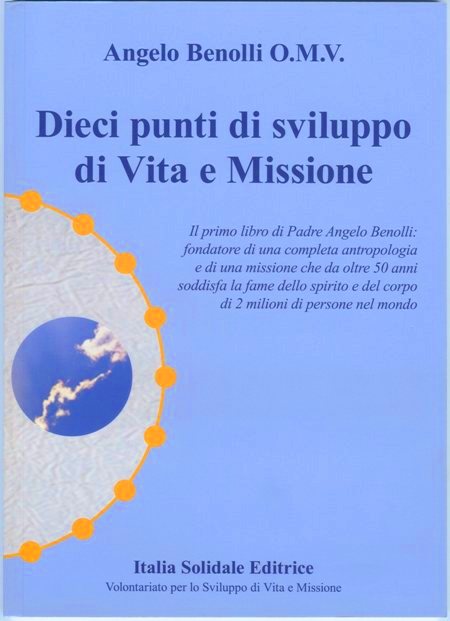 Angelo Benolli O.M.V.
Dieci punti di sviluppo
di Vita e Missione
Il primo libro di Padre Angelo Benolli:
fondatore di una completa antropologia
e di una missione che da oltre 50 anni
soddisfa la fame dello spirito e del corpo
di 2 milioni di persone nel mondo
Italia Solidale Editrice
Volontariato per lo Sviluppo di Vita e Missione